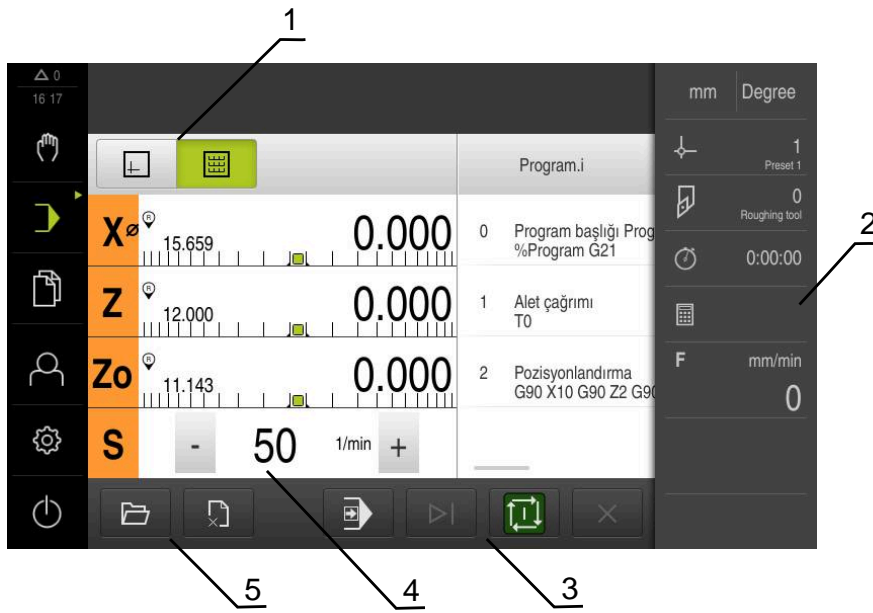 1
0
16 17
mm Degree
1
Preset 1
Program.i
0
Roughing tool
2
X⌀ R 15.659 0.000
0 Program başlığı Prog
%Program G21
0:00:00
Z R 12.000 0.000
1 Alet çağrımı
T0
Zo R 11.143 0.000
2 Pozisyonlandırma
G90 X10 G90 Z2 G90
F mm/min
0
S - 50 1/min +
5
4
3